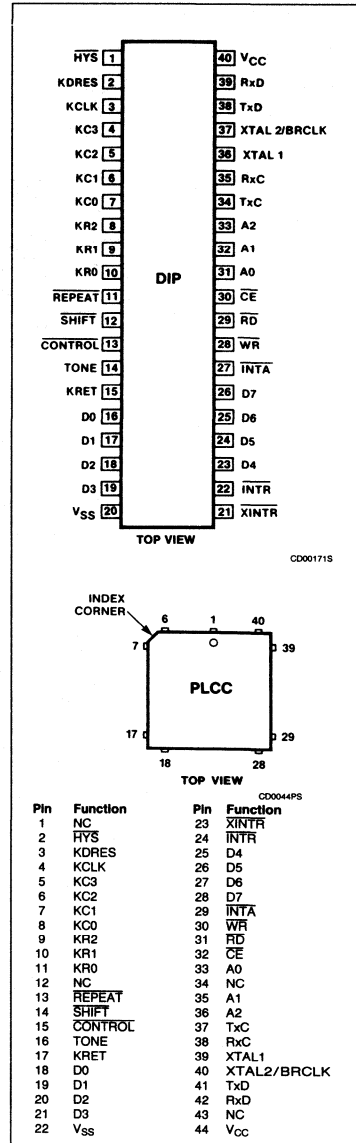 HYS 1 40 VCC
KDRES 2 39 RxD
KCLK 3 38 TxD
KC3 4 37 XTAL 2/BRCLK
KC2 5 36 XTAL 1
KC1 6 35 RxC
KC0 7 34 TxC
KR2 8 33 A2
KR1 9 32 A1
KR0 10 31 A0
DIP
REPEAT 11 30 CE
SHIFT 12 29 RD
CONTROL 13 28 WR
TONE 14 27 INTA
KRET 15 26 D7
D0 16 25 D6
D1 17 24 D5
D2 18 23 D4
D3 19 22 INTR
VSS 20 21 XINTR
TOP VIEW
CD00171S
INDEX
CORNER
6 1 40
7 39
PLCC
17 29
18 28
TOP VIEW
CD0044PS
Pin Function Pin Function
1 NC 23 XINTR
2 HYS 24 INTR
3 KDRES 25 D4
4 KCLK 26 D5
5 KC3 27 D6
6 KC2 28 D7
7 KC1 29 INTA
8 KC0 30 WR
9 KR2 31 RD
10 KR1 32 CE
11 KR0 33 A0
12 NC 34 NC
13 REPEAT 35 A1
14 SHIFT 36 A2
15 CONTROL 37 TxC
16 TONE 38 RxC
17 KRET 39 XTAL1
18 D0 40 XTAL2/BRCLK
19 D1 41 TxD
20 D2 42 RxD
21 D3 43 NC
22 VSS 44 VCC